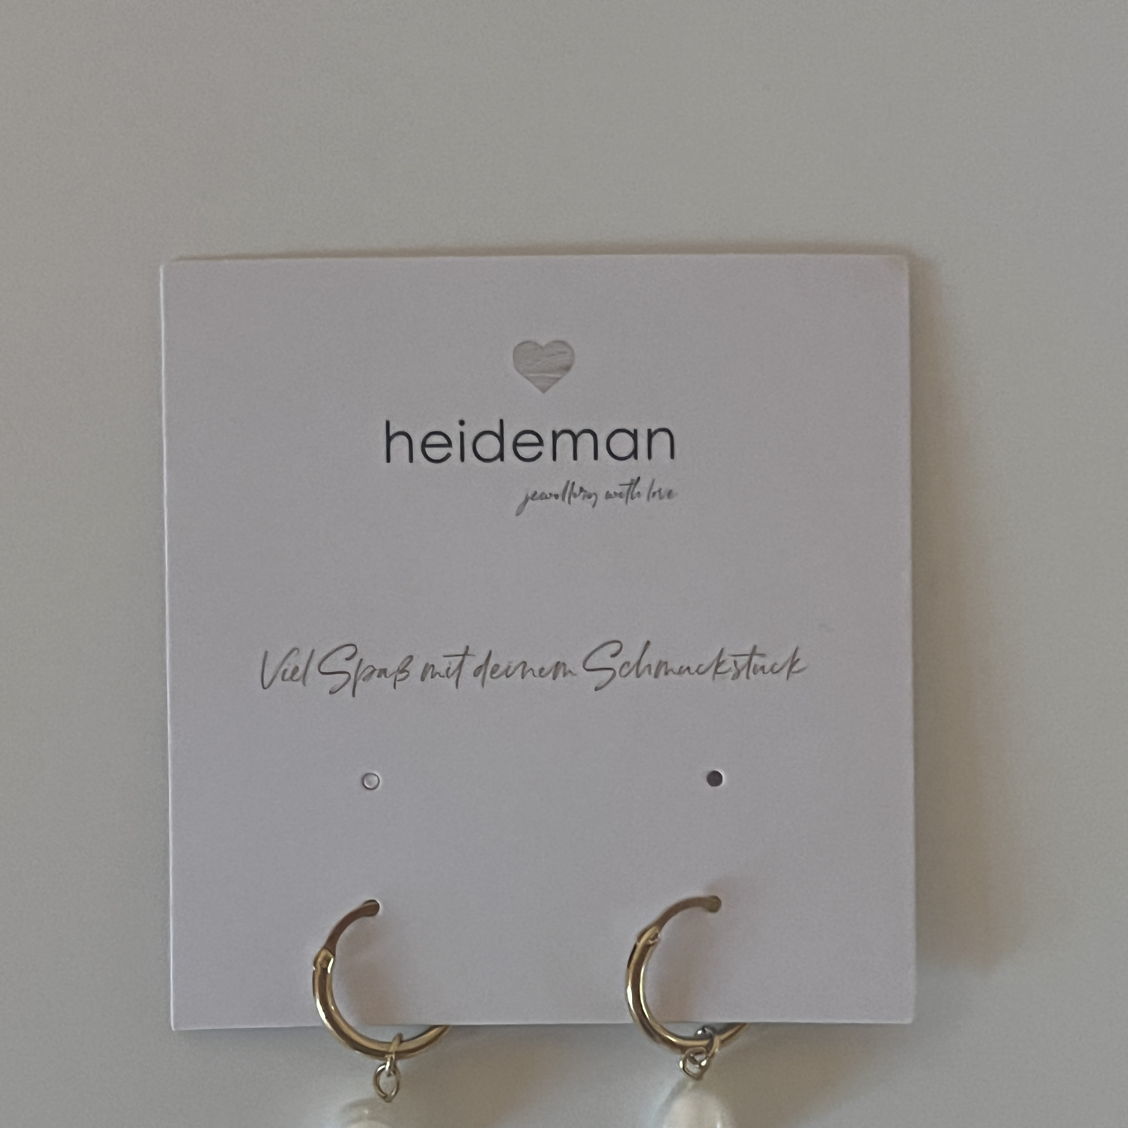 heideman
jewellery with love
Viel Spaß mit deinem Schmuckstück